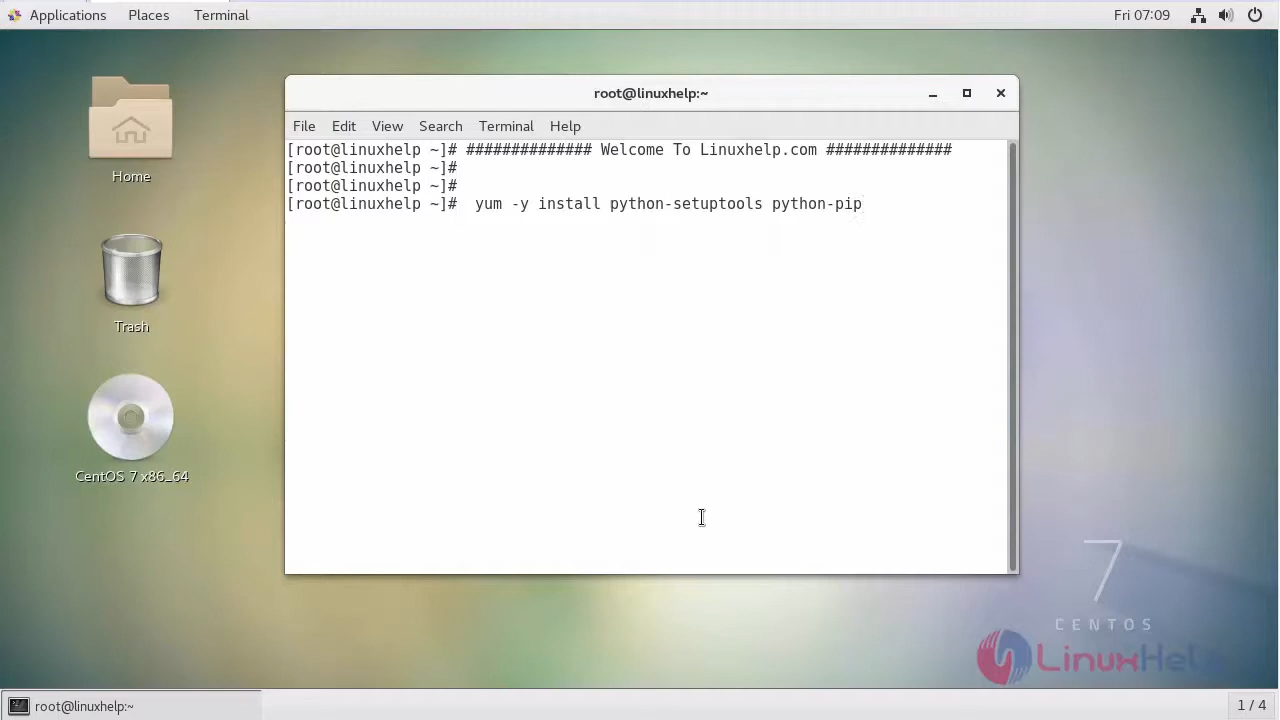 Applications Places Terminal Fri 07:09
root@linuxhelp:~
File Edit View Search Terminal Help
[root@linuxhelp ~]# ############## Welcome To Linuxhelp.com ##############
[root@linuxhelp ~]#
[root@linuxhelp ~]#
[root@linuxhelp ~]#  yum -y install python-setuptools python-pip
Home
Trash
CentOS 7 x86_64
7
CENTOS
LinuxHelp
root@linuxhelp:~ 1 / 4